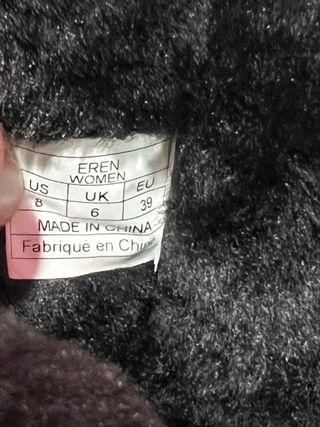 EREN
WOMEN
US UK EU
8 6 39
MADE IN CHINA
Fabriqué en Chine